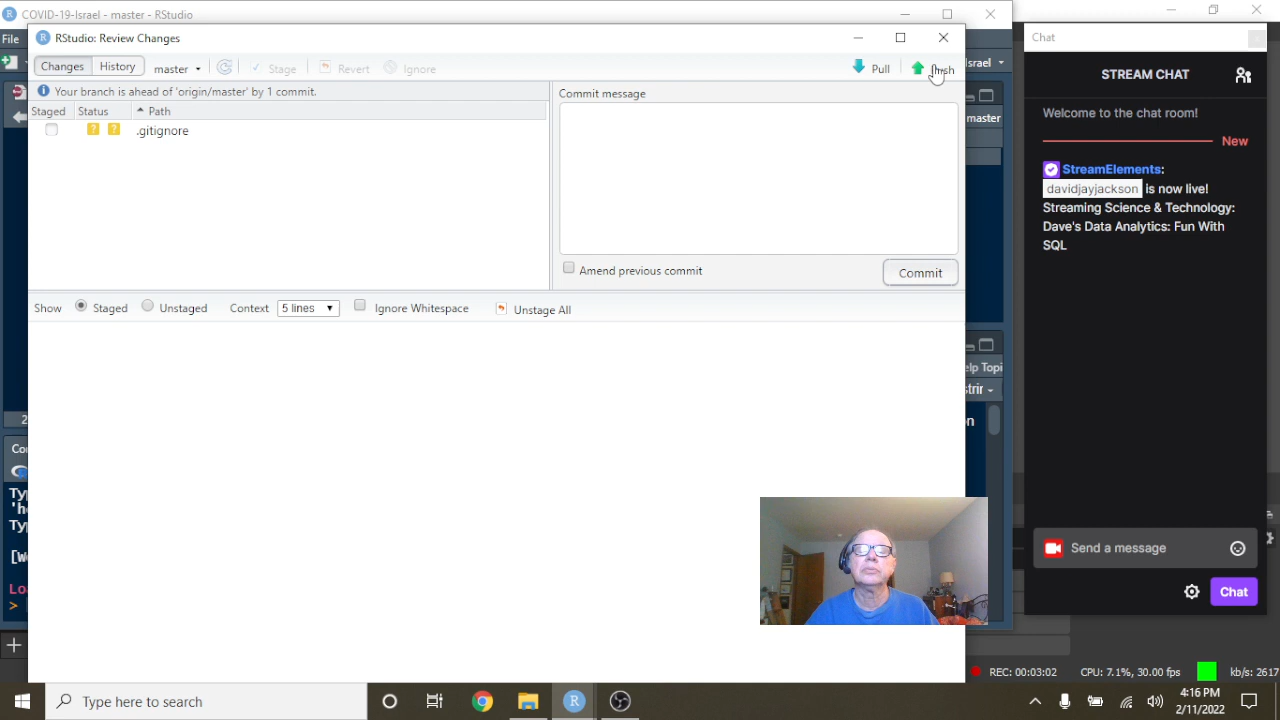 COVID-19-Israel - master - RStudio
File
RStudio: Review Changes
Changes
History
master
Stage
Revert
Ignore
Pull
Your branch is ahead of 'origin/master' by 1 commit.
Staged
Status
Path
.gitignore
Commit message
Amend previous commit
Commit
Show
Staged
Unstaged
Context
5 lines
Ignore Whitespace
Unstage All
master
Chat
STREAM CHAT
Welcome to the chat room!
New
StreamElements:
davidjayjackson is now live!
Streaming Science & Technology:
Dave's Data Analytics: Fun With
SQL
Send a message
Chat
REC: 00:03:02
CPU: 7.1%, 30.00 fps
kb/s: 2617
Type here to search
4:16 PM
2/11/2022